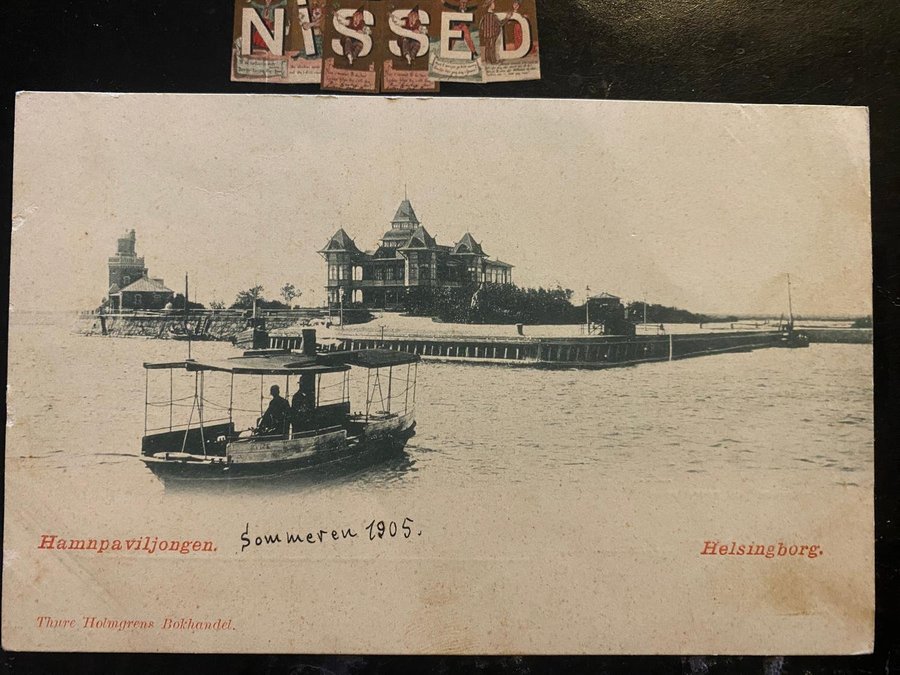 NiSSED
Hamnpaviljongen. Sommeren 1905. Helsingborg.
Thure Holmgrens Bokhandel.